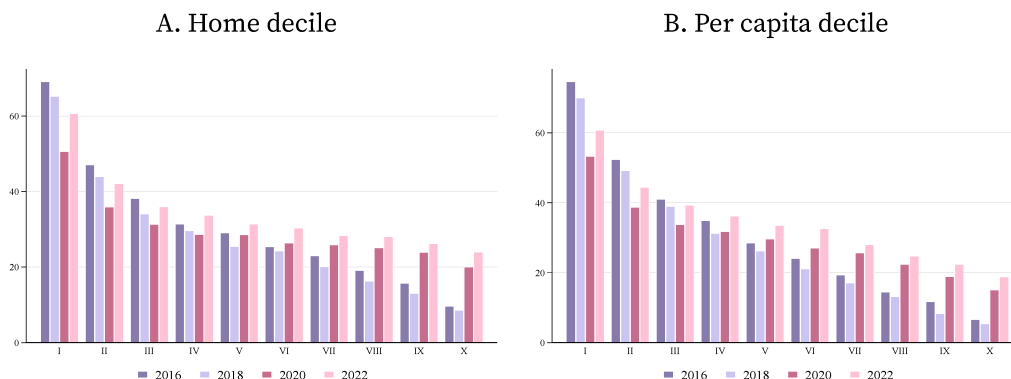 A. Home decile
60
40
20
0
I II III IV V VI VII VIII IX X
2016 2018 2020 2022
B. Per capita decile
60
40
20
0
I II III IV V VI VII VIII IX X
2016 2018 2020 2022